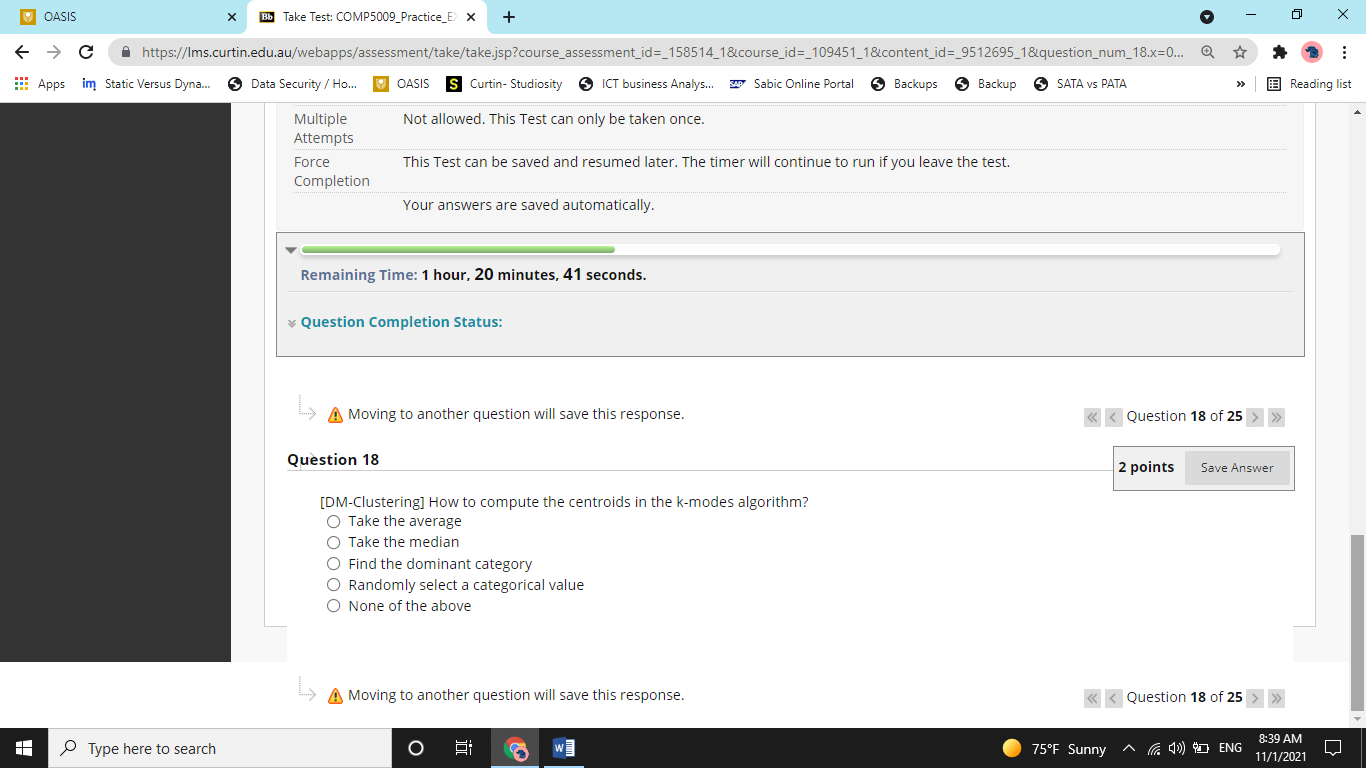 OASIS
Bb Take Test: COMP5009_Practice_E
https://lms.curtin.edu.au/webapps/assessment/take/take.jsp?course_assessment_id=_158514_1&course_id=_109451_1&content_id=_9512695_1&question_num_18.x=0...
Apps im Static Versus Dyna... Data Security / Ho... OASIS S Curtin- Studiosity ICT business Analys... SAP Sabic Online Portal Backups Backup SATA vs PATA » Reading list
Multiple Attempts Not allowed. This Test can only be taken once.
Force Completion This Test can be saved and resumed later. The timer will continue to run if you leave the test.
Your answers are saved automatically.
Remaining Time: 1 hour, 20 minutes, 41 seconds.
Question Completion Status:
Moving to another question will save this response.
Question 18 of 25
Question 18
2 points Save Answer
[DM-Clustering] How to compute the centroids in the k-modes algorithm?
Take the average
Take the median
Find the dominant category
Randomly select a categorical value
None of the above
Moving to another question will save this response.
Question 18 of 25
Type here to search
W
75°F Sunny
ENG
8:39 AM
11/1/2021